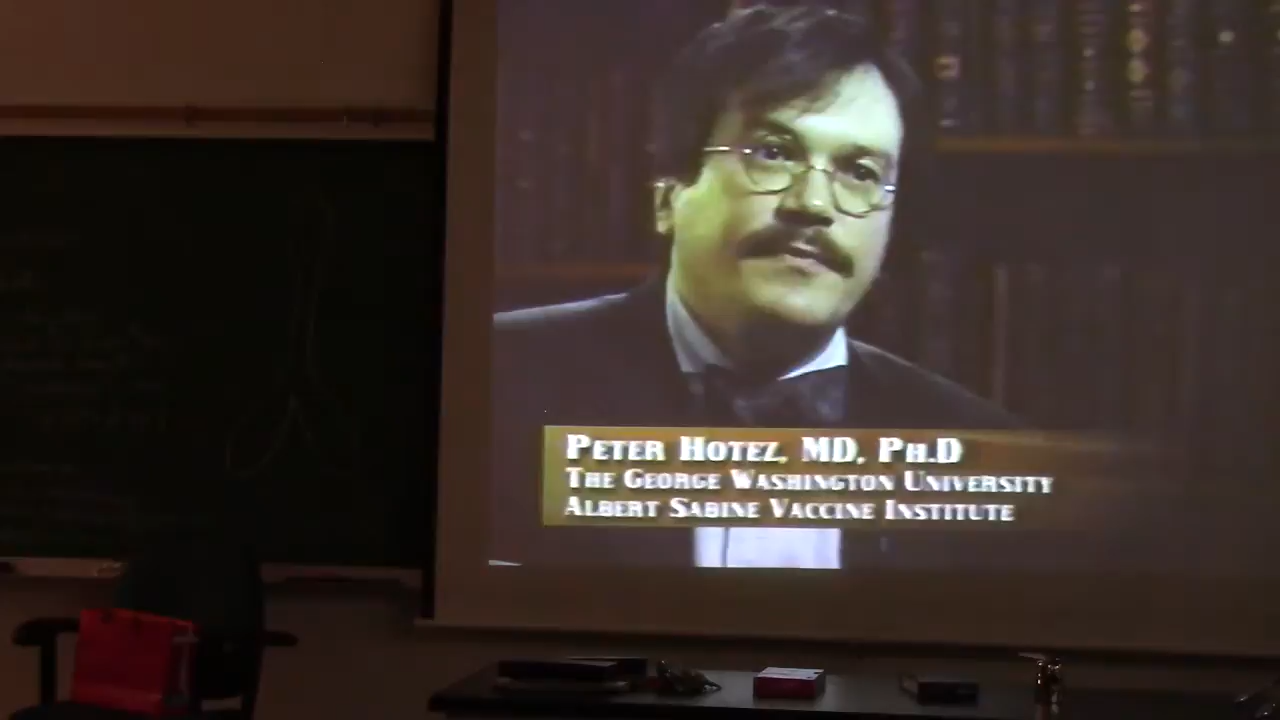 Peter Hotez, MD, Ph.D
The George Washington University
Albert Sabine Vaccine Institute